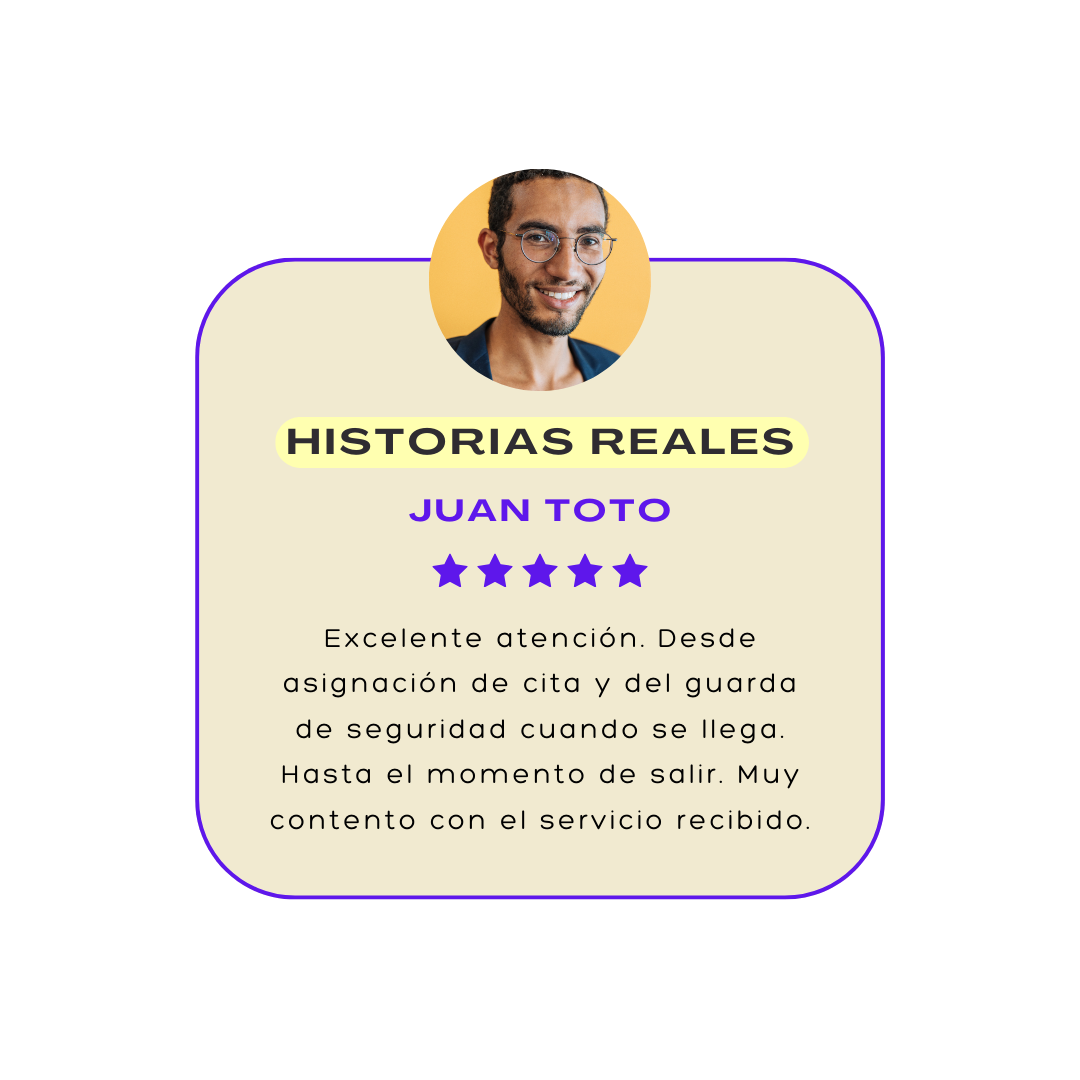 HISTORIAS REALES
JUAN TOTO
Excelente atención. Desde
asignación de cita y del guarda
de seguridad cuando se llega.
Hasta el momento de salir. Muy
contento con el servicio recibido.